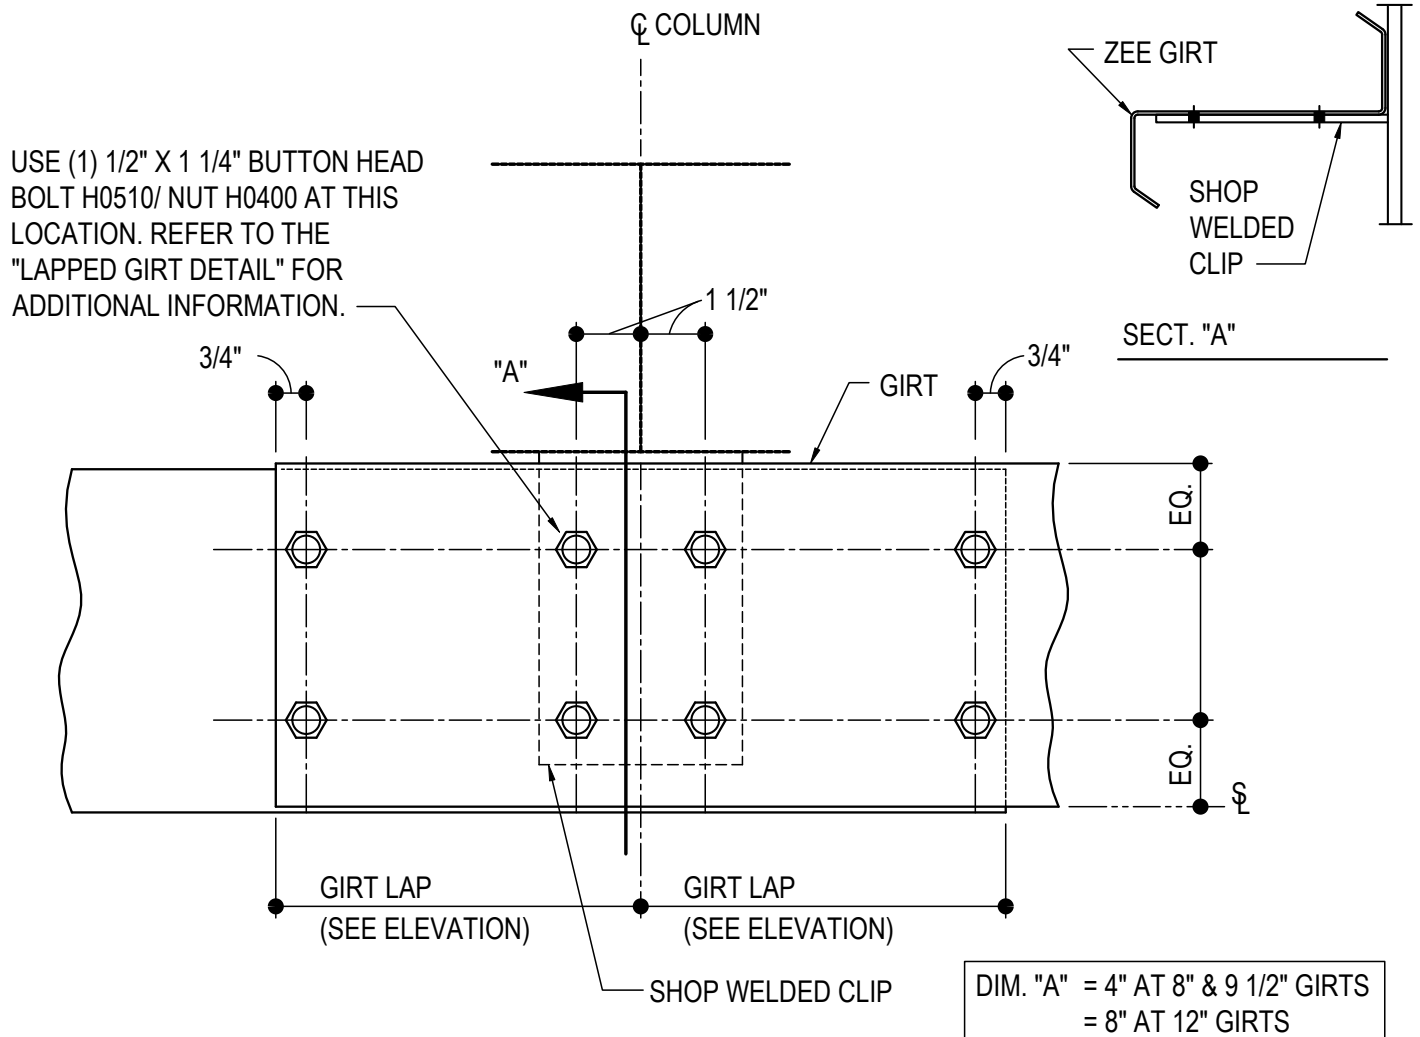 ℄ COLUMN
ZEE GIRT
USE (1) 1/2" X 1 1/4" BUTTON HEAD
BOLT H0510/ NUT H0400 AT THIS
LOCATION. REFER TO THE
"LAPPED GIRT DETAIL" FOR
ADDITIONAL INFORMATION.
SHOP
WELDED
CLIP
1 1/2"
SECT. "A"
3/4"
"A"
GIRT
3/4"
EQ.
EQ.
SL
GIRT LAP
(SEE ELEVATION)
GIRT LAP
(SEE ELEVATION)
SHOP WELDED CLIP
DIM. "A" = 4" AT 8" & 9 1/2" GIRTS
= 8" AT 12" GIRTS